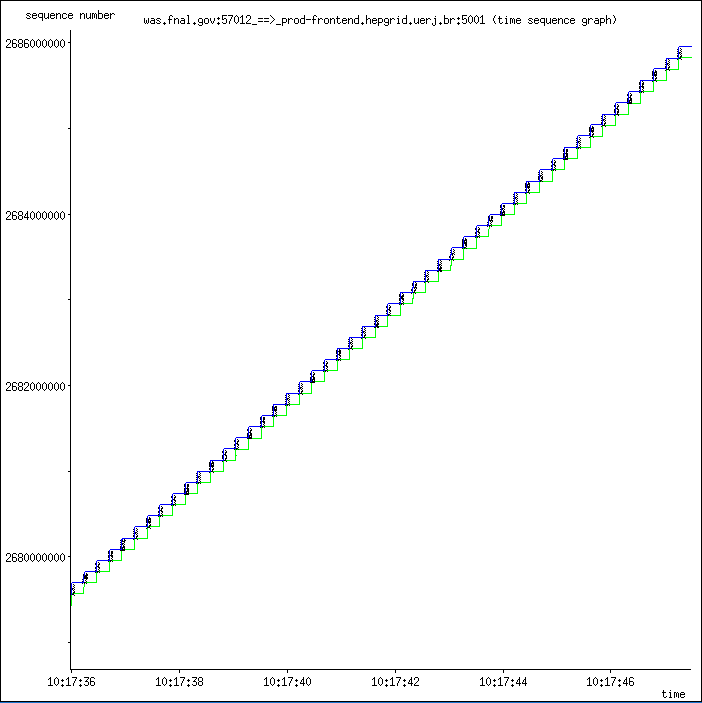 sequence number
was.fnal.gov:57012_==>_prod-frontend.hepgrid.uerj.br:5001 (time sequence graph)
2686000000
2684000000
2682000000
2680000000
10:17:36 10:17:38 10:17:40 10:17:42 10:17:44 10:17:46
time